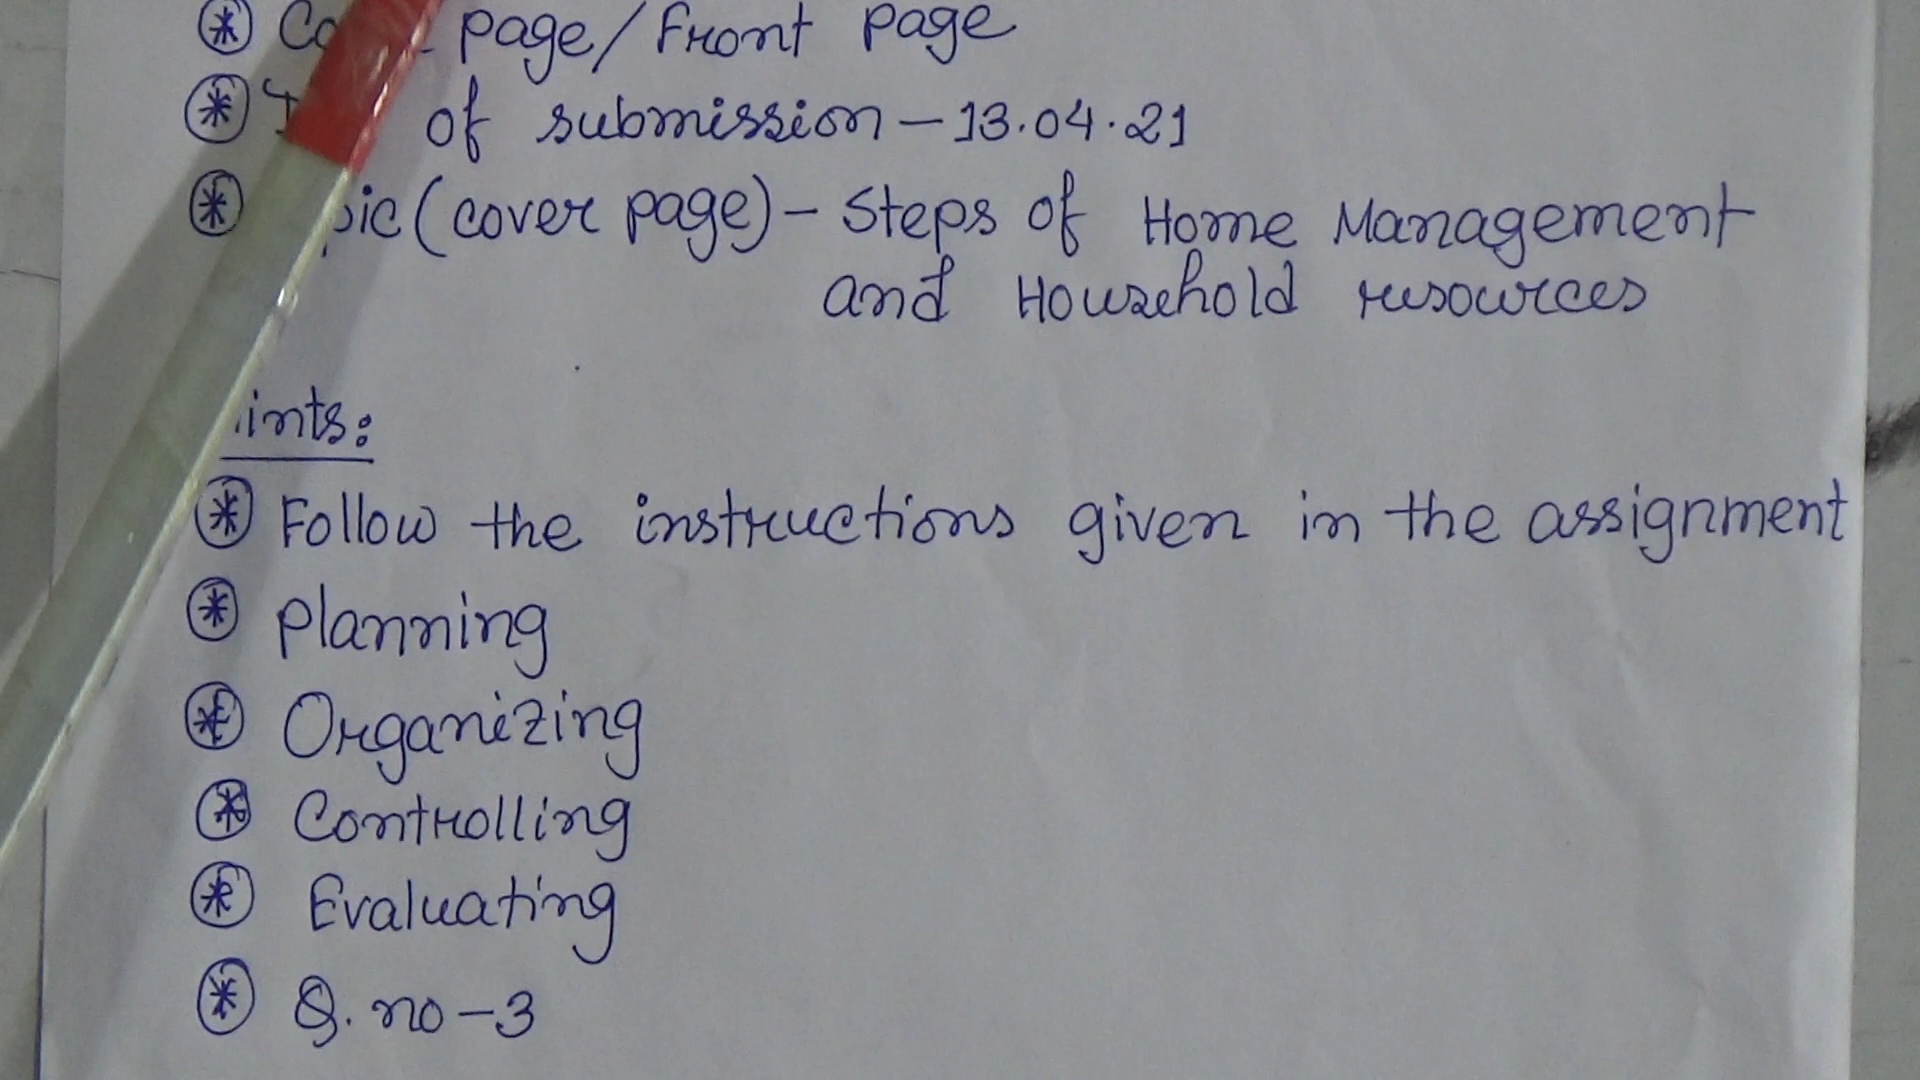 page/Front page
of submission – 13.04.21
(cover page) – Steps of Home Management
and Household resources
Follow the instructions given in the assignment
Planning
Organizing
Controlling
Evaluating
Q. no – 3